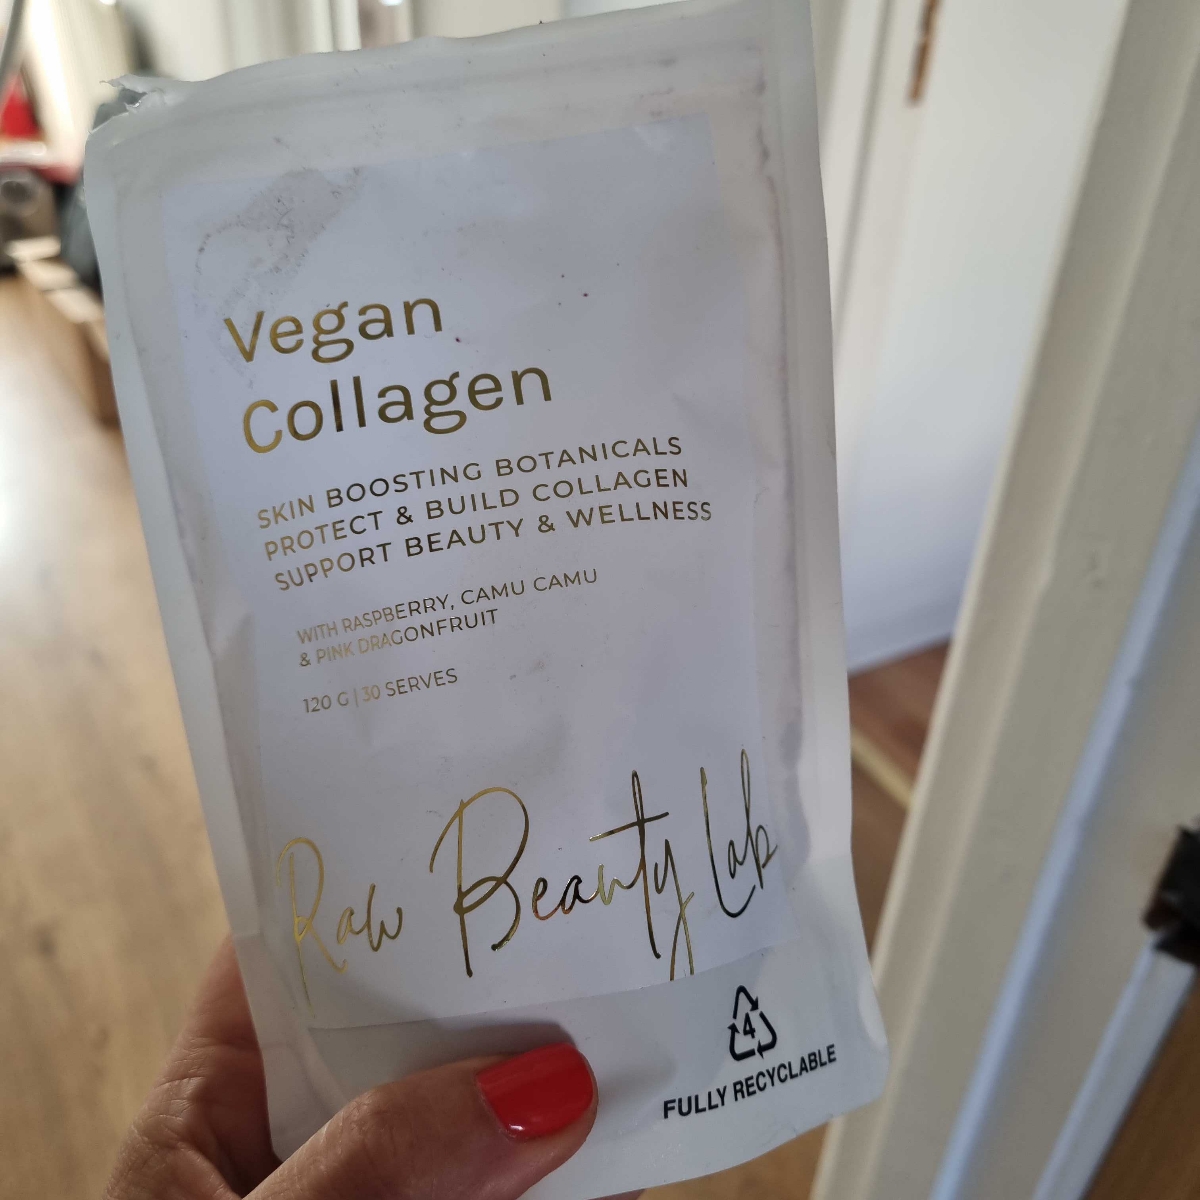 Vegan
Collagen
SKIN BOOSTING BOTANICALS
PROTECT & BUILD COLLAGEN
SUPPORT BEAUTY & WELLNESS
WITH RASPBERRY, CAMU CAMU
& PINK DRAGONFRUIT
120 G | 30 SERVES
Raw Beauty Lab
4
FULLY RECYCLABLE